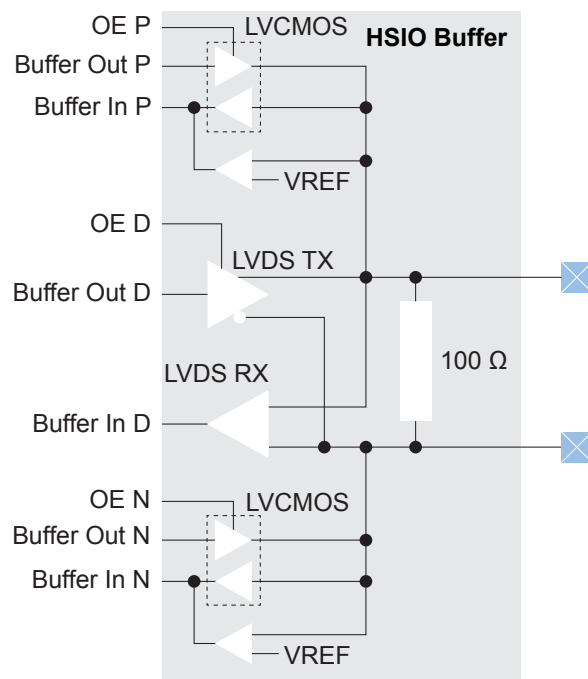 OE P
LVCMOS
HSIO Buffer
Buffer Out P
Buffer In P
VREF
OE D
LVDS TX
Buffer Out D
LVDS RX
100 Ω
Buffer In D
OE N
LVCMOS
Buffer Out N
Buffer In N
VREF